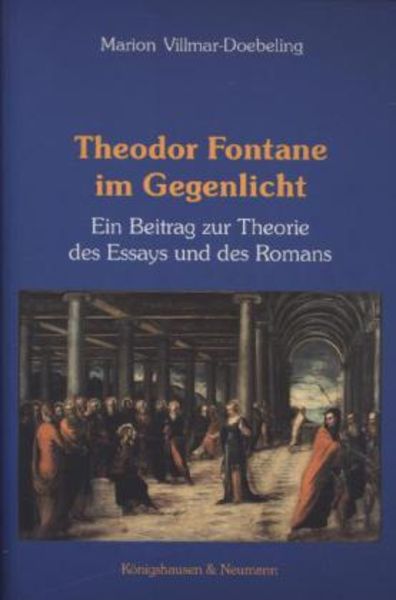 Marion Villmar-Doebeling
Theodor Fontane
im Gegenlicht
Ein Beitrag zur Theorie
des Essays und des Romans
Königshausen & Neumann